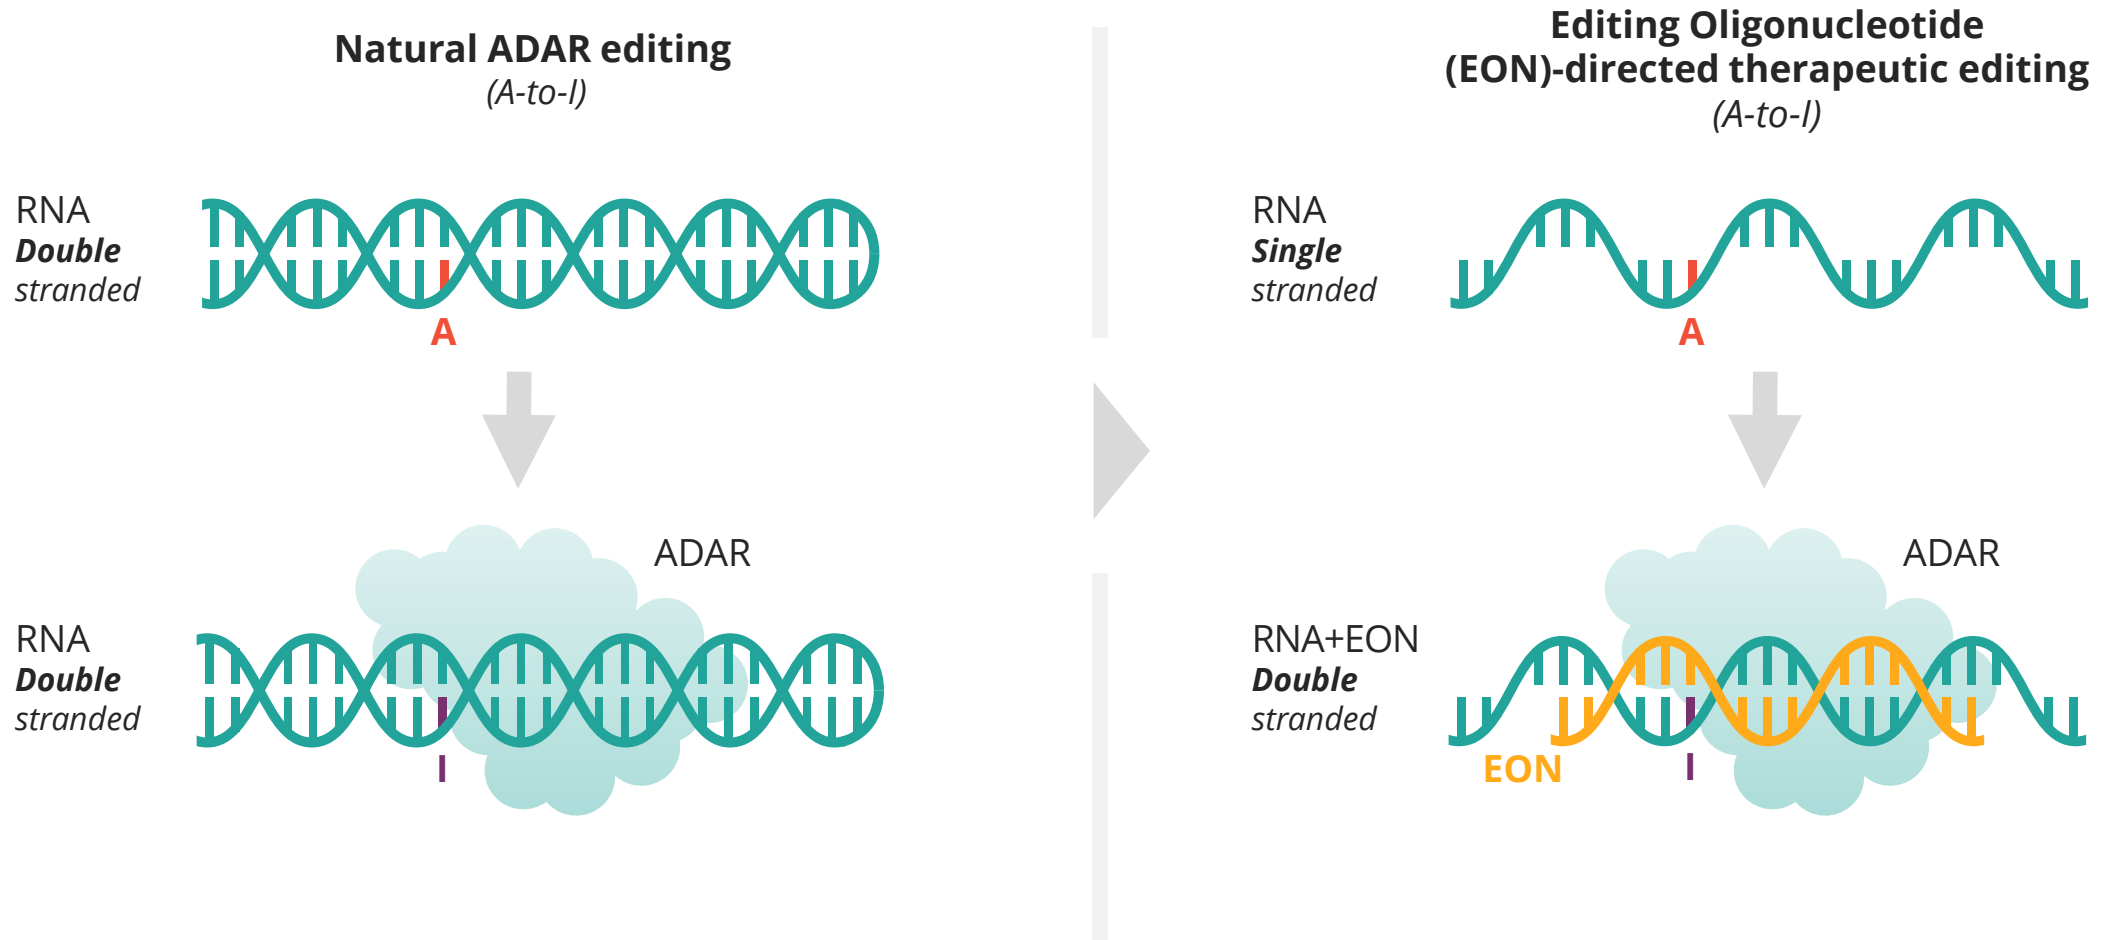 Natural ADAR editing
(A-to-I)
RNA
Double
stranded
A
ADAR
RNA
Double
stranded
I
Editing Oligonucleotide
(EON)-directed therapeutic editing
(A-to-I)
RNA
Single
stranded
A
ADAR
RNA+EON
Double
stranded
EON
I